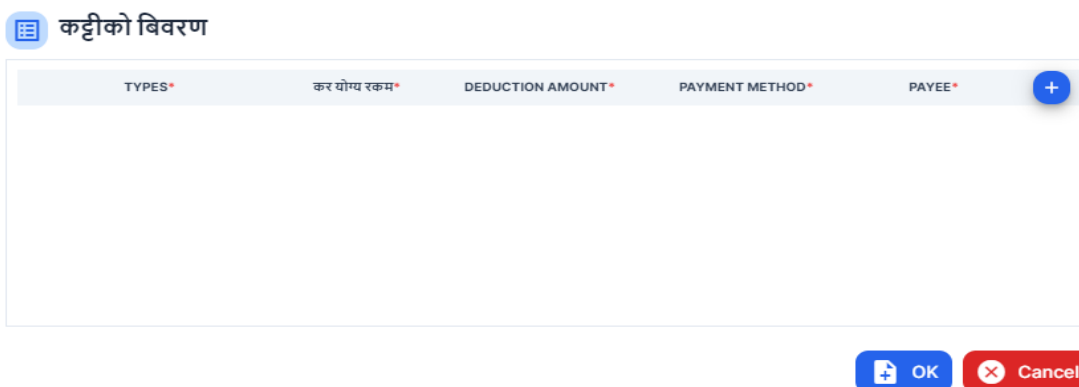 कट्टीको बिवरण
TYPES* कर योग्य रकम* DEDUCTION AMOUNT* PAYMENT METHOD* PAYEE* +
OK Cancel